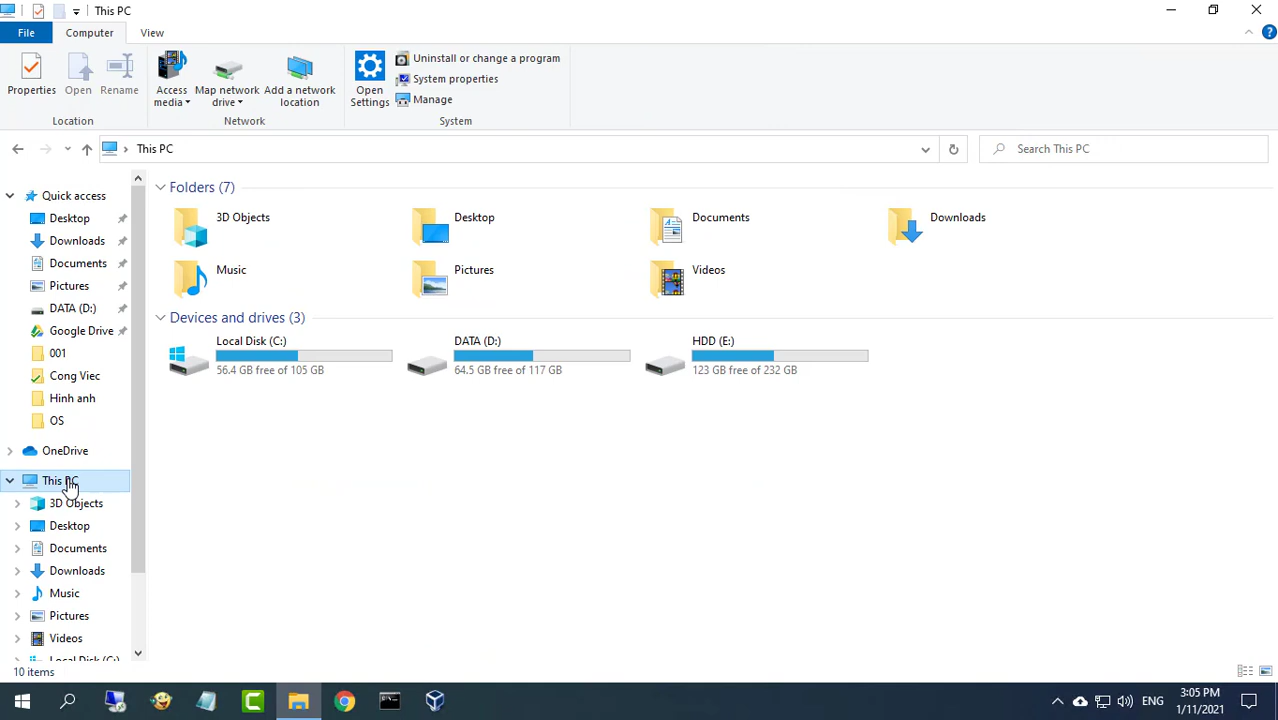 This PC
File
Computer
View
Properties
Open
Rename
Access media
Map network drive
Add a network location
Open Settings
Uninstall or change a program
System properties
Manage
Location
Network
System
This PC
Search This PC
Quick access
Desktop
Downloads
Documents
Pictures
DATA (D:)
Google Drive
001
Cong Viec
Hinh anh
OS
OneDrive
This PC
3D Objects
Desktop
Documents
Downloads
Music
Pictures
Videos
Local Disk (C:)
Folders (7)
3D Objects
Desktop
Documents
Downloads
Music
Pictures
Videos
Devices and drives (3)
Local Disk (C:)
56.4 GB free of 105 GB
DATA (D:)
64.5 GB free of 117 GB
HDD (E:)
123 GB free of 232 GB
10 items
ENG
3:05 PM
1/11/2021